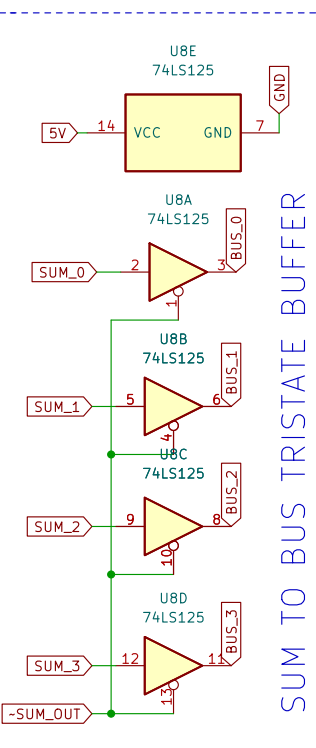 U8E
74LS125
GND
5V
14
VCC
GND
7
U8A
74LS125
BUS_0
SUM_0
2
3
1
U8B
74LS125
BUS_1
SUM_1
5
6
4
U8C
74LS125
BUS_2
SUM_2
9
8
10
U8D
74LS125
BUS_3
SUM_3
12
11
13
~SUM_OUT
SUM TO BUS TRISTATE BUFFER